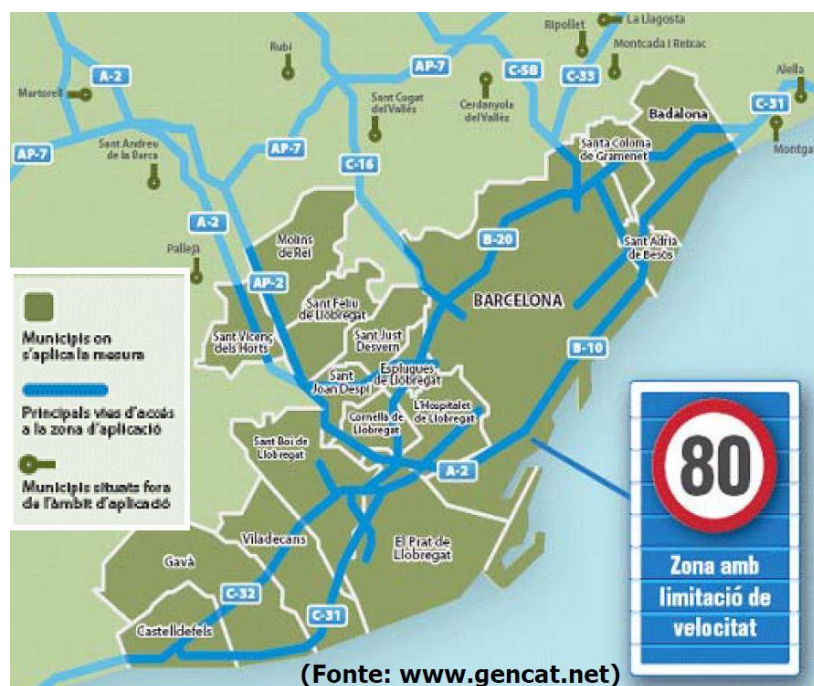 Ripollet
La Llagosta
Montcada i Reixac
Rubí
AP-7
C-58
C-33
A-2
Martorell
Alella
C-31
Sant Cugat
del Vallès
Cerdanyola
del Vallès
Badalona
Montga
Sant Andreu
de la Barca
AP-7
AP-7
C-16
Santa Coloma
de Gramenet
A-2
Molins
de Rei
B-20
Sant Adrià
de Besòs
Pallejà
AP-2
Sant Feliu
de Llobregat
BARCELONA
Sant Vicenç
dels Horts
Sant Just
Desvern
B-10
Sant
Joan Despí
Esplugues
de Llobregat
Cornellà de
Llobregat
L'Hospitalet
de Llobregat
Sant Boi de
Llobregat
A-2
Viladecans
El Prat de
Llobregat
Gavà
C-32
C-31
Castelldefels
Municipis on
s'aplica la mesura
Principals vies d'accés
a la zona d'aplicació
Municipis situats fora
de l'àmbit d'aplicació
80
Zona amb
limitació de
velocitat
(Fonte: www.gencat.net)